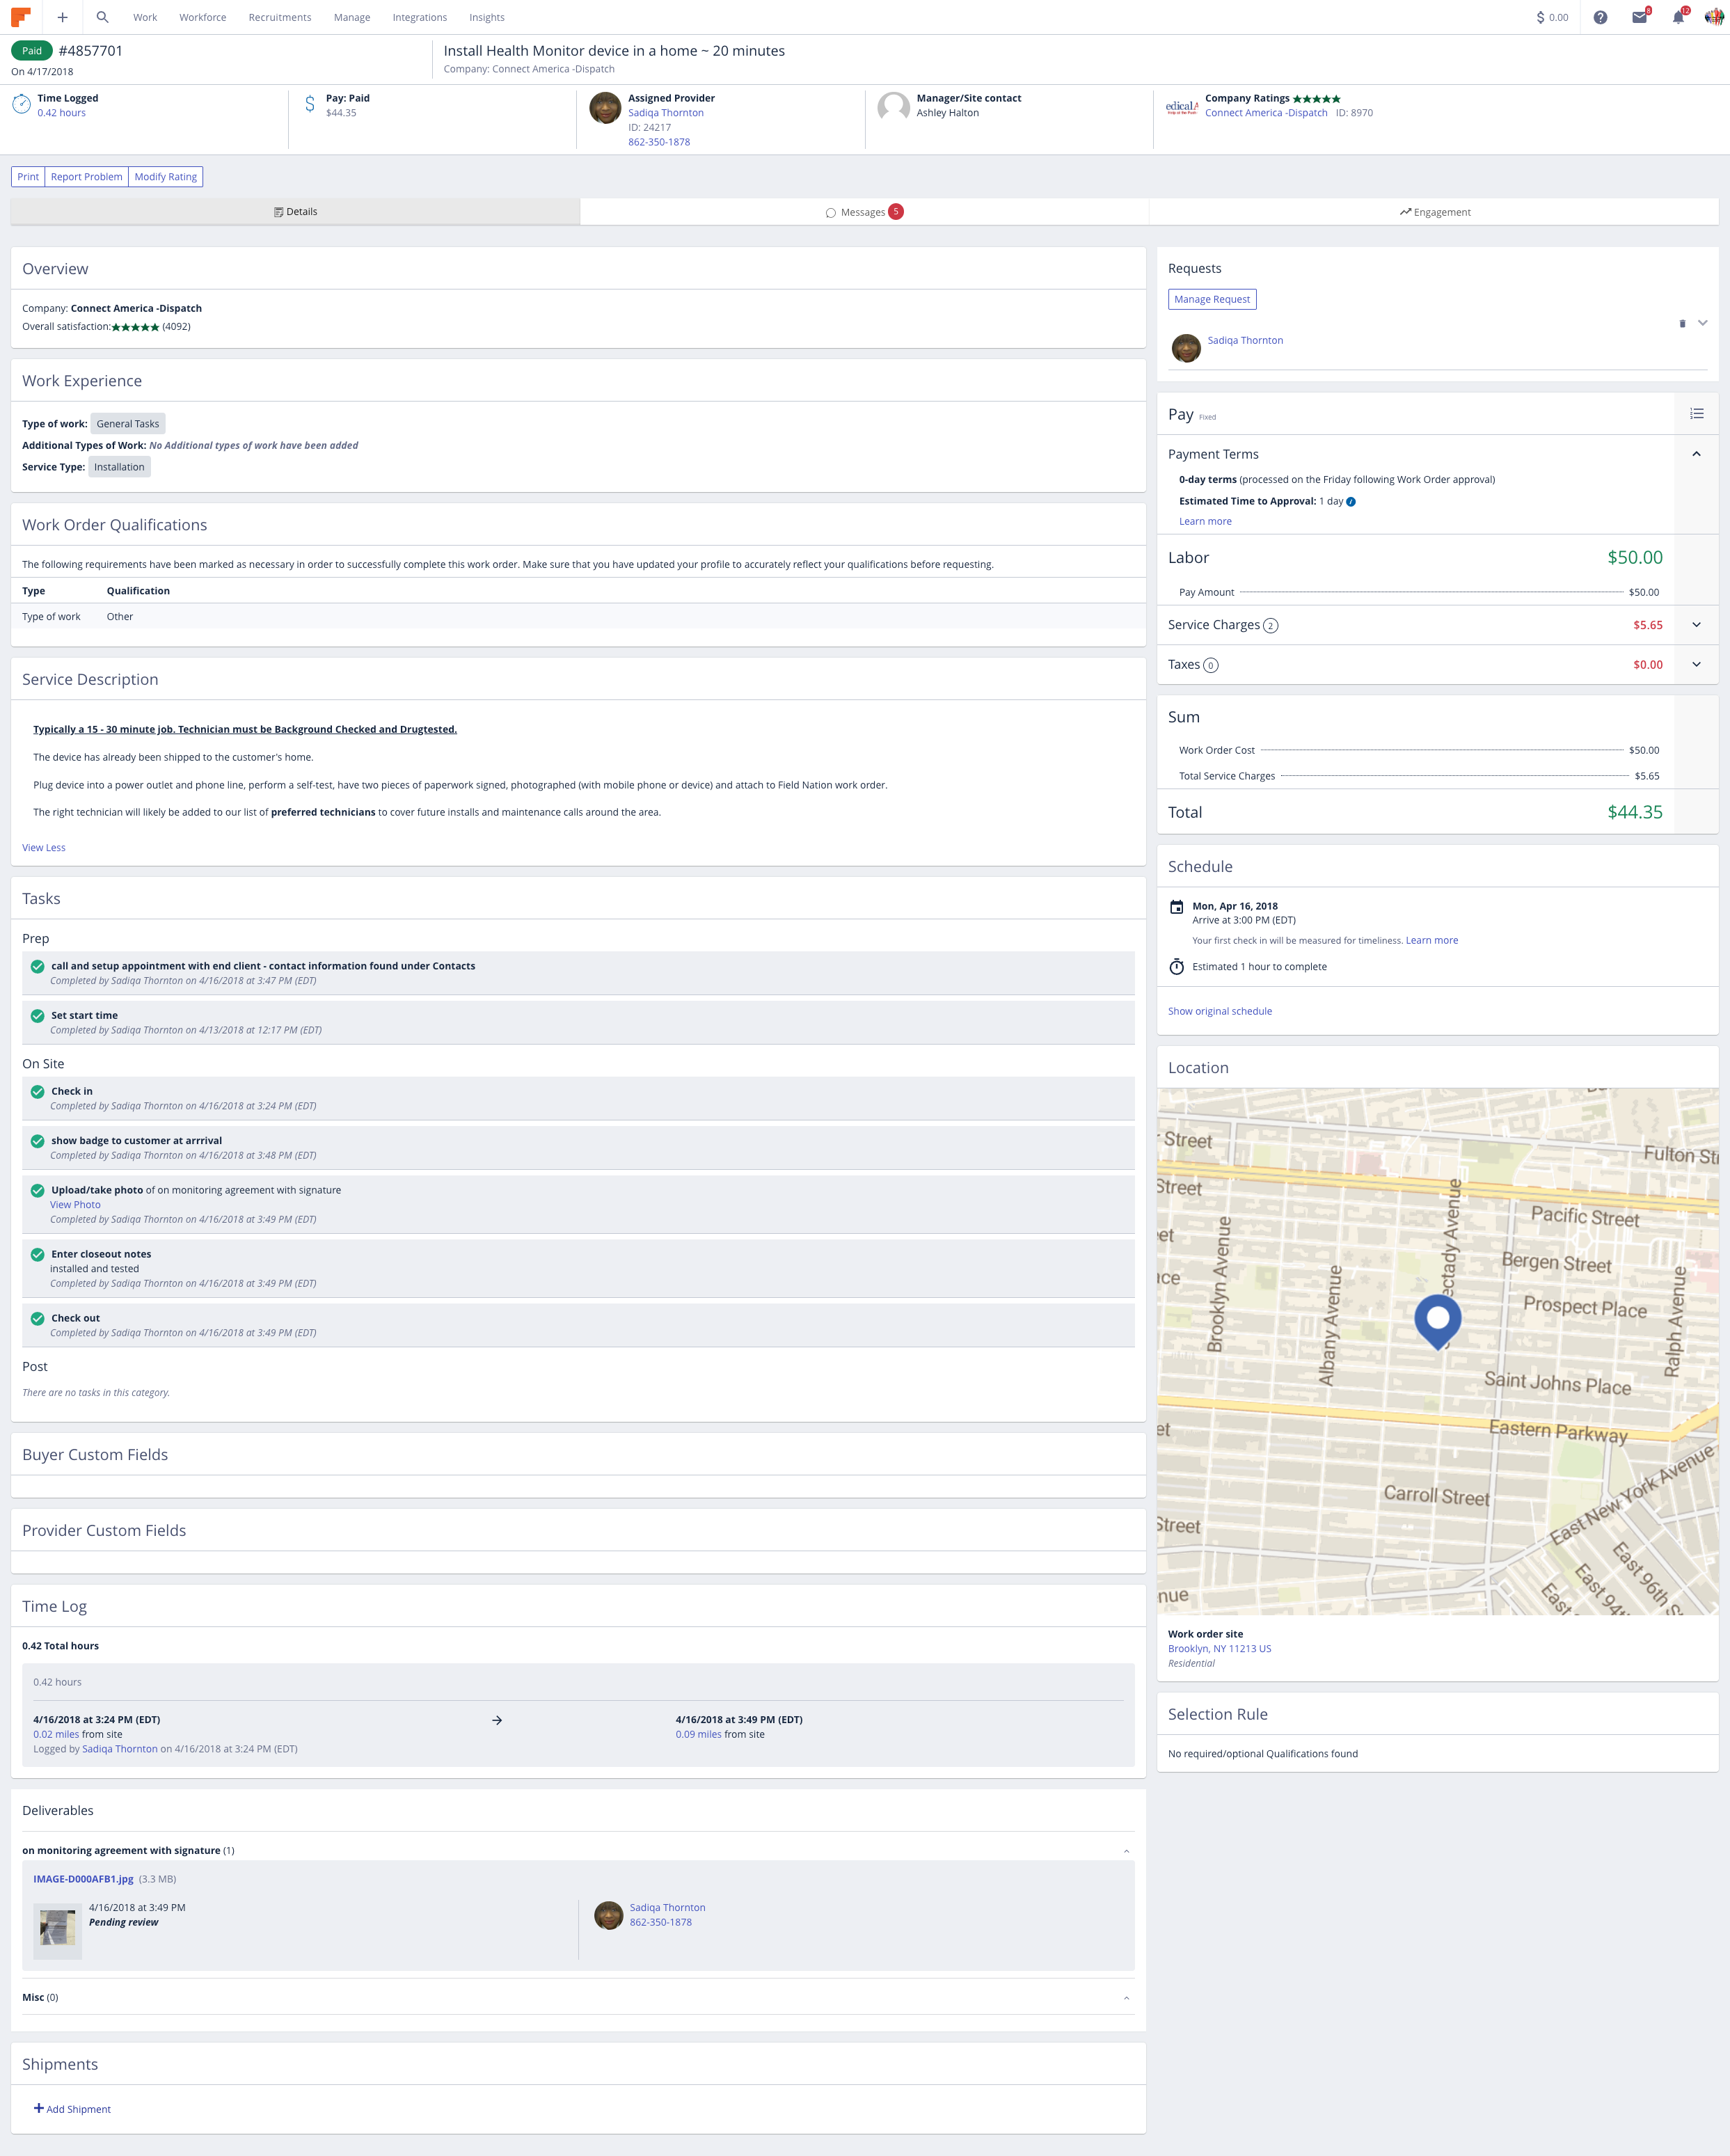 Work Workforce Recruitments Manage Integrations Insights
$ 0.00 8 12
Paid #4857701
On 4/17/2018
Install Health Monitor device in a home ~ 20 minutes
Company: Connect America -Dispatch
Time Logged
0.42 hours
Pay: Paid
$44.35
Assigned Provider
Sadiqa Thornton
ID: 24217
862-350-1878
Manager/Site contact
Ashley Halton
edical
Company Ratings ★★★★★
Connect America -Dispatch ID: 8970
Print Report Problem Modify Rating
Details
Messages 5
Engagement
Overview
Company: Connect America -Dispatch
Overall satisfaction:★★★★★ (4092)
Work Experience
Type of work: General Tasks
Additional Types of Work: No Additional types of work have been added
Service Type: Installation
Work Order Qualifications
The following requirements have been marked as necessary in order to successfully complete this work order. Make sure that you have updated your profile to accurately reflect your qualifications before requesting.
Type Qualification
Type of work Other
Service Description
Typically a 15 - 30 minute job. Technician must be Background Checked and Drugtested.
The device has already been shipped to the customer's home.
Plug device into a power outlet and phone line, perform a self-test, have two pieces of paperwork signed, photographed (with mobile phone or device) and attach to Field Nation work order.
The right technician will likely be added to our list of preferred technicians to cover future installs and maintenance calls around the area.
View Less
Tasks
Prep
call and setup appointment with end client - contact information found under Contacts
Completed by Sadiqa Thornton on 4/16/2018 at 3:47 PM (EDT)
Set start time
Completed by Sadiqa Thornton on 4/13/2018 at 12:17 PM (EDT)
On Site
Check in
Completed by Sadiqa Thornton on 4/16/2018 at 3:24 PM (EDT)
show badge to customer at arrrival
Completed by Sadiqa Thornton on 4/16/2018 at 3:48 PM (EDT)
Upload/take photo of on monitoring agreement with signature
View Photo
Completed by Sadiqa Thornton on 4/16/2018 at 3:49 PM (EDT)
Enter closeout notes
installed and tested
Completed by Sadiqa Thornton on 4/16/2018 at 3:49 PM (EDT)
Check out
Completed by Sadiqa Thornton on 4/16/2018 at 3:49 PM (EDT)
Post
There are no tasks in this category.
Buyer Custom Fields
Provider Custom Fields
Time Log
0.42 Total hours
0.42 hours
4/16/2018 at 3:24 PM (EDT)
0.02 miles from site
Logged by Sadiqa Thornton on 4/16/2018 at 3:24 PM (EDT)
4/16/2018 at 3:49 PM (EDT)
0.09 miles from site
Deliverables
on monitoring agreement with signature (1)
IMAGE-D000AFB1.jpg (3.3 MB)
4/16/2018 at 3:49 PM
Pending review
Sadiqa Thornton
862-350-1878
Misc (0)
Shipments
Add Shipment
Requests
Manage Request
Sadiqa Thornton
Pay Fixed
Payment Terms
0-day terms (processed on the Friday following Work Order approval)
Estimated Time to Approval: 1 day
Learn more
Labor $50.00
Pay Amount $50.00
Service Charges 2 $5.65
Taxes 0 $0.00
Sum
Work Order Cost $50.00
Total Service Charges $5.65
Total $44.35
Schedule
Mon, Apr 16, 2018
Arrive at 3:00 PM (EDT)
Your first check in will be measured for timeliness. Learn more
Estimated 1 hour to complete
Show original schedule
Location
Street
Fulton St
Street
Pacific Street
Bergen Street
Prospect Place
Brooklyn Avenue
Albany Avenue
ectady Avenue
Ralph Avenue
Saint Johns Place
Eastern Parkway
Carroll Street
Street
East New York Avenue
East 96th S
East 94th
East
nue
Work order site
Brooklyn, NY 11213 US
Residential
Selection Rule
No required/optional Qualifications found